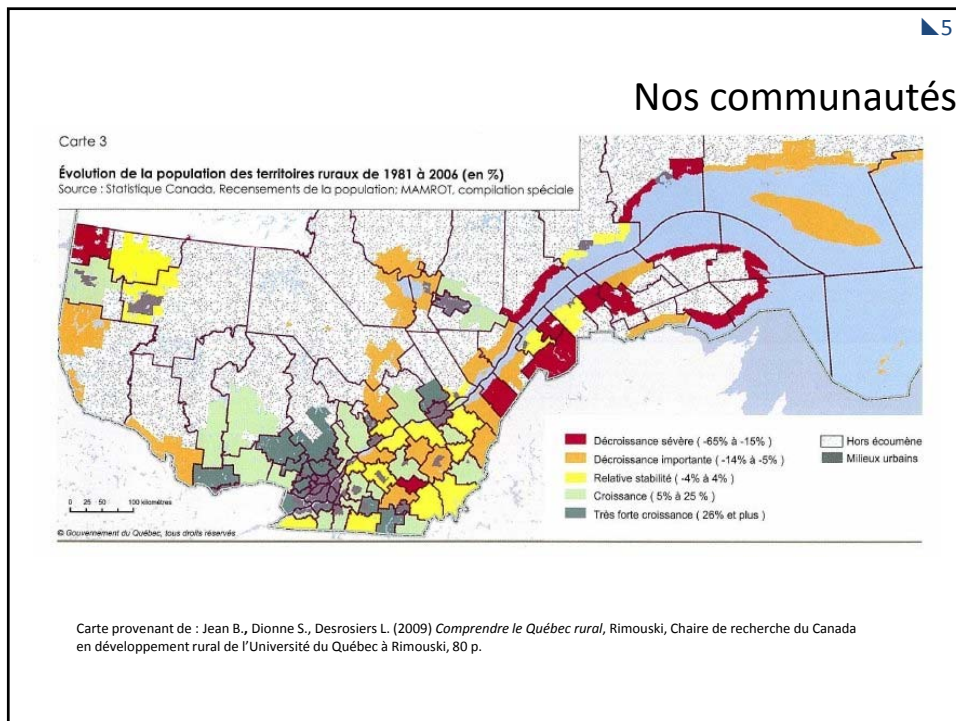 5
Nos communautés
Carte 3
Évolution de la population des territoires ruraux de 1981 à 2006 (en %)
Source : Statistique Canada. Recensements de la population; MAMROT, compilation spéciale
Décroissance sévère ( -65% à -15% )
Décroissance importante ( -14% à -5% )
Relative stabilité ( -4% à 4% )
Croissance ( 5% à 25 % )
Très forte croissance ( 26% et plus )
Hors écoumène
Milieux urbains
0 25 50 100 kilomètres
© Gouvernement du Québec, tous droits réservés
Carte provenant de : Jean B., Dionne S., Desrosiers L. (2009) Comprendre le Québec rural, Rimouski, Chaire de recherche du Canada
en développement rural de l'Université du Québec à Rimouski, 80 p.